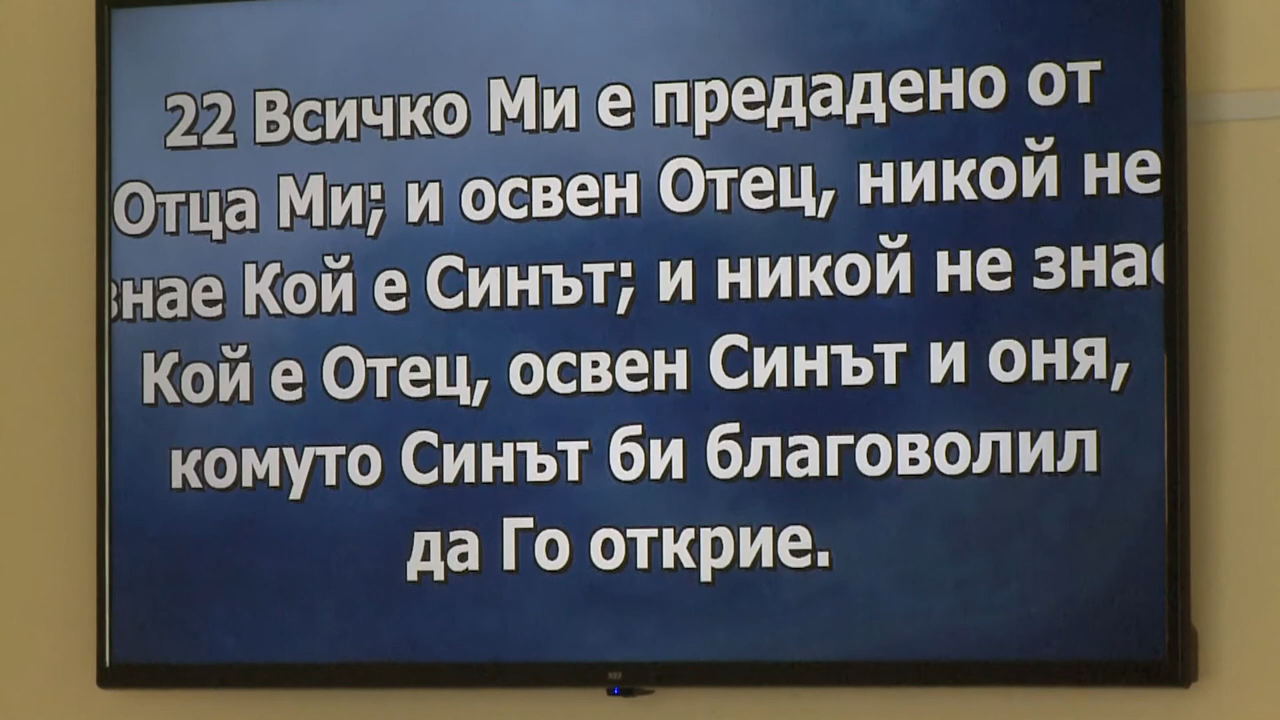 22 Всичко Ми е предадено от
Отца Ми; и освен Отец, никой не
знае Кой е Синът; и никой не знае
Кой е Отец, освен Синът и оня,
комуто Синът би благоволил
да Го открие.